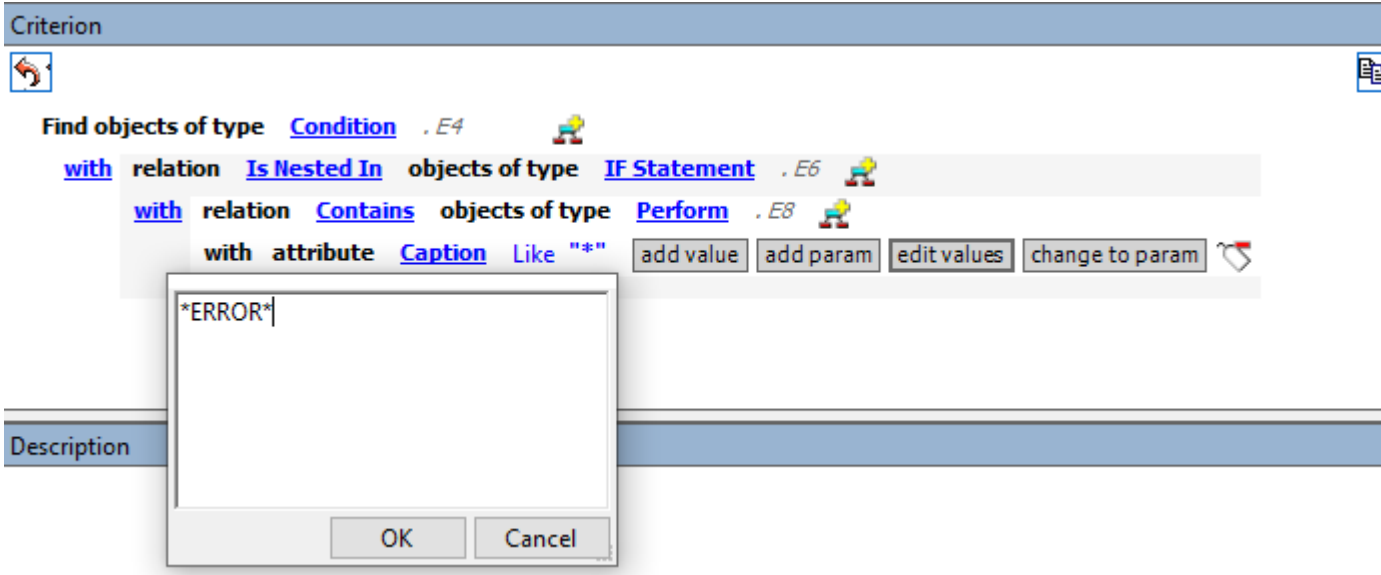 Criterion
Find objects of type Condition . E4
with relation Is Nested In objects of type IF Statement . E6
with relation Contains objects of type Perform . E8
with attribute Caption Like "*" add value add param edit values change to param
*ERROR*
OK Cancel
Description